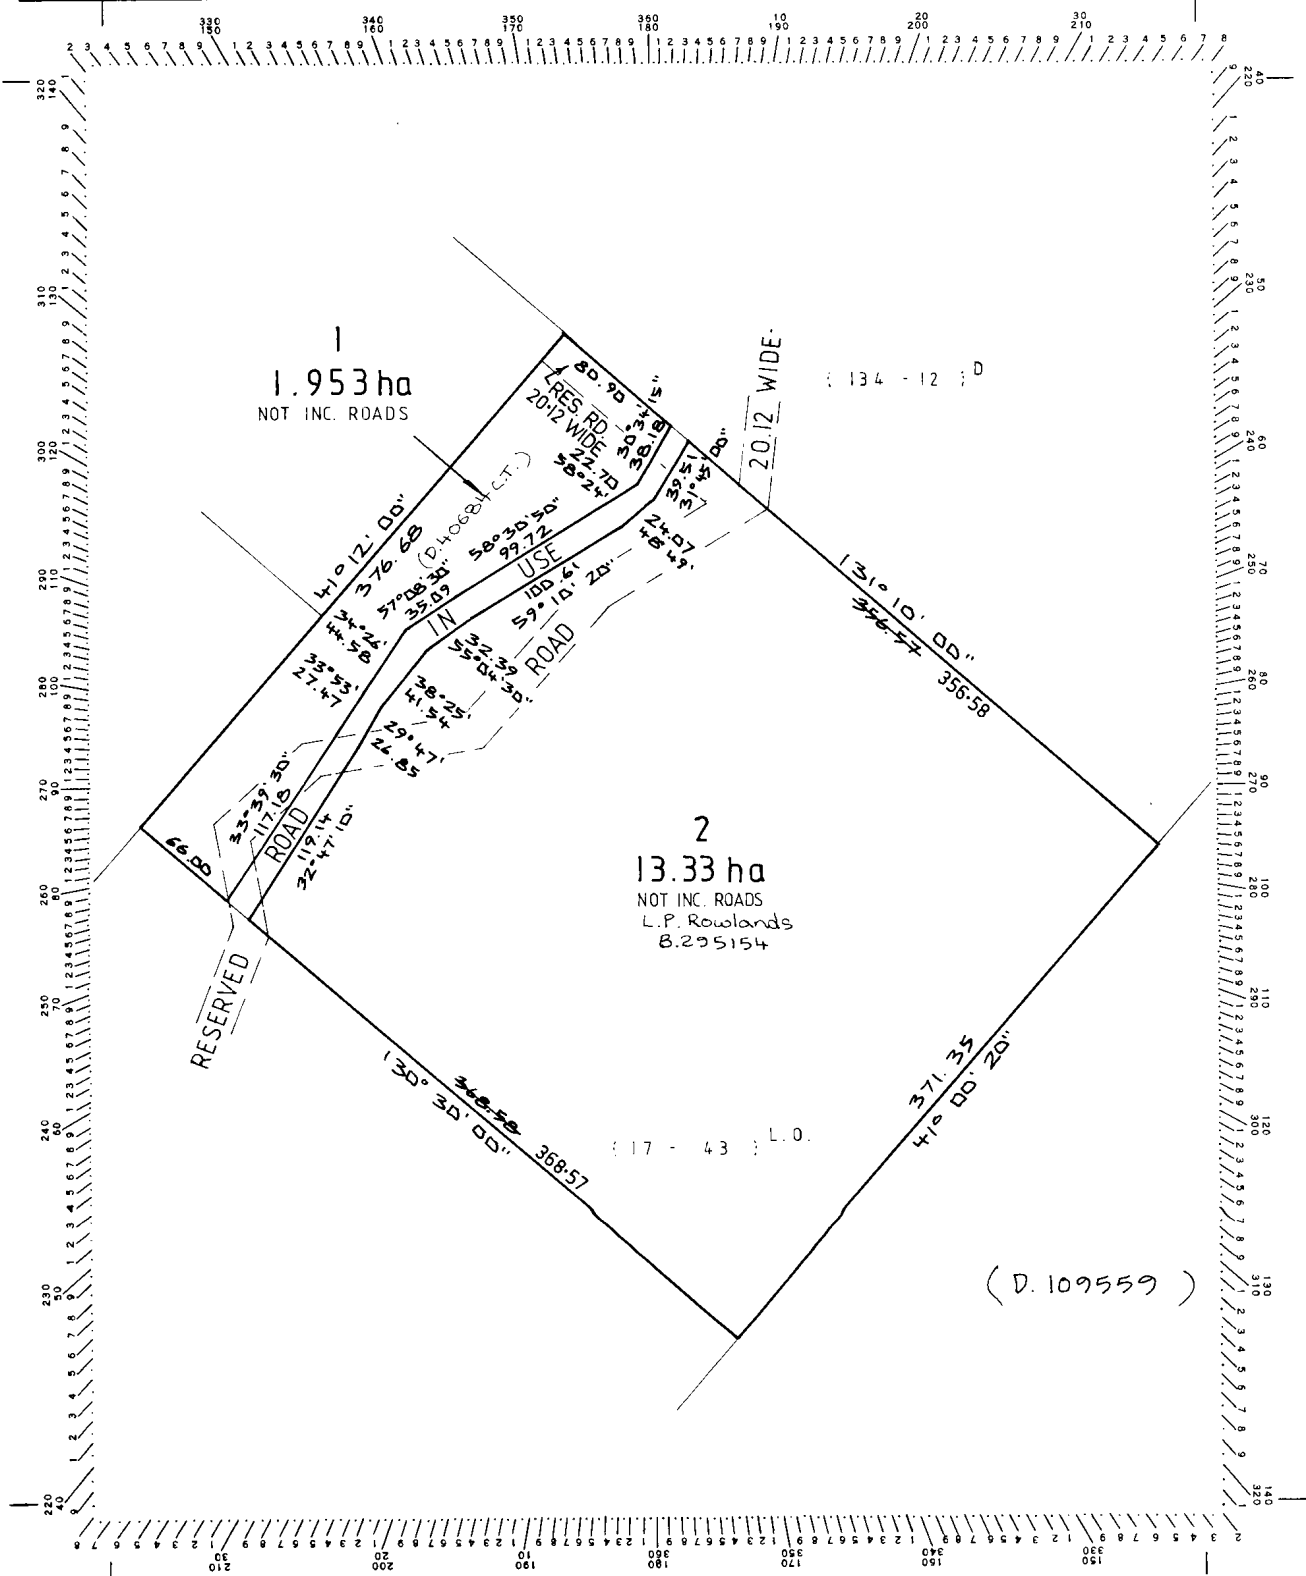 1
1.953 ha
NOT INC. ROADS
80.90
RES. RD.
20·12 WIDE
30° 34' 15"
38.18
22.70
58° 24'
20.12 WIDE
( 134 - 12 ) D
39.51
31° 45' 00"
24.07
48° 49'
41° 12' 00"
376.68
(D.40684 C.T.)
58° 30' 50"
99.72
57° 08' 30"
35.09
34° 26'
44.58
33° 53'
27.47
33° 39' 30"
117.18
ROAD
IN
USE
100.61
59° 10' 20"
32.39
55° 04' 30"
ROAD
38° 25'
41.54
29° 47'
26.85
119.14
32° 47' 10"
131° 10' 00"
356.57
356·58
66.00
2
13.33 ha
NOT INC. ROADS
L.P. Rowlands
B.295154
RESERVED
130° 30' 00"
368.58
368·57
371.35
41° 00' 20"
( 17 - 43 ) L.O.
(D. 109559)